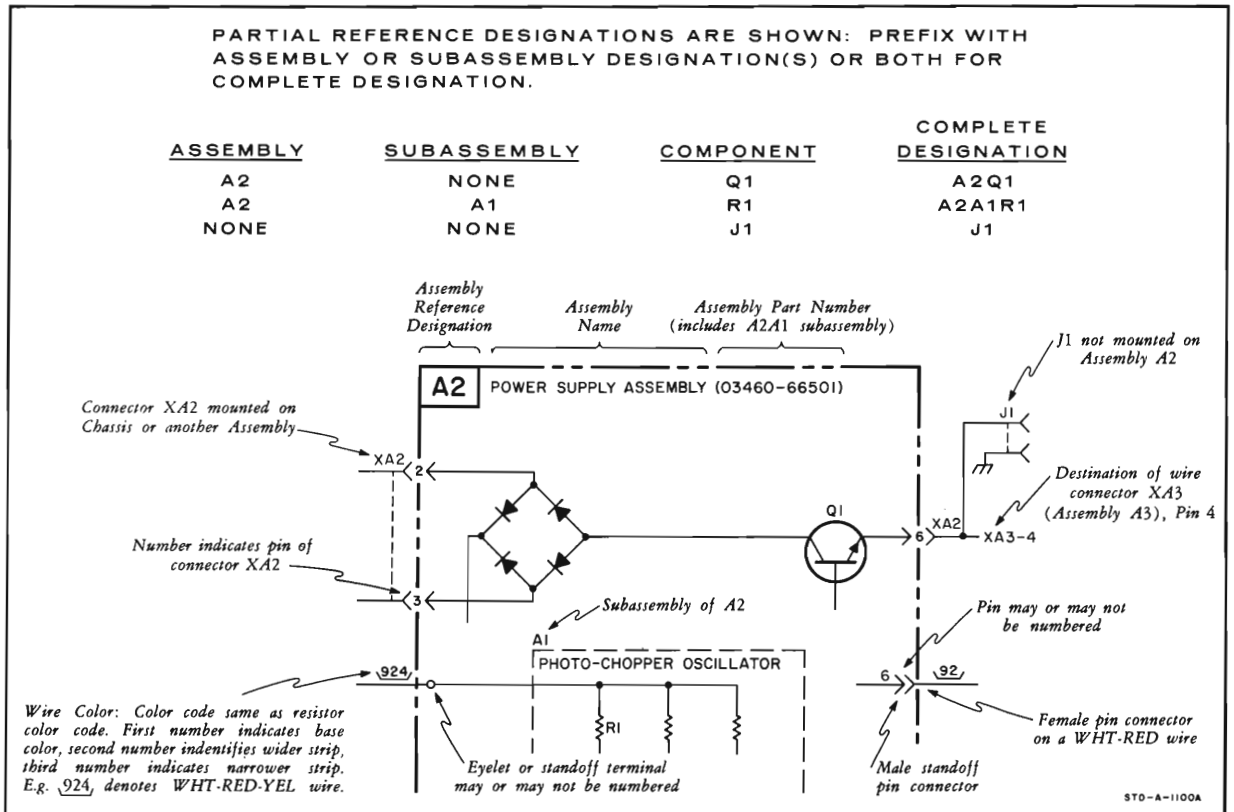 PARTIAL REFERENCE DESIGNATIONS ARE SHOWN: PREFIX WITH
ASSEMBLY OR SUBASSEMBLY DESIGNATION(S) OR BOTH FOR
COMPLETE DESIGNATION.
ASSEMBLY SUBASSEMBLY COMPONENT COMPLETE DESIGNATION
A2 NONE Q1 A2Q1
A2 A1 R1 A2A1R1
NONE NONE J1 J1
Assembly
Reference
Designation
Assembly
Name
Assembly Part Number
(includes A2A1 subassembly)
J1 not mounted on
Assembly A2
A2 POWER SUPPLY ASSEMBLY (03460-66501)
J1
Connector XA2 mounted on
Chassis or another Assembly
XA2
2
Q1
6
XA2
XA3-4
Destination of wire
connector XA3
(Assembly A3), Pin 4
Number indicates pin of
connector XA2
3
Subassembly of A2
Pin may or may not
be numbered
A1
PHOTO-CHOPPER OSCILLATOR
924
R1
6
92
Wire Color: Color code same as resistor
color code. First number indicates base
color, second number indentifies wider strip,
third number indicates narrower strip.
E.g. 924 denotes WHT-RED-YEL wire.
Eyelet or standoff terminal
may or may not be numbered
Male standoff
pin connector
Female pin connector
on a WHT-RED wire
STD-A-1100A